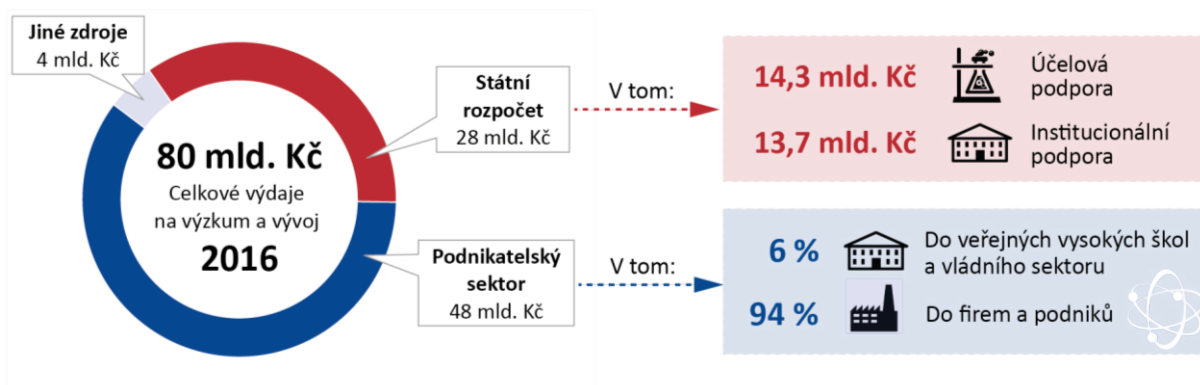 Jiné zdroje
4 mld. Kč
Státní
rozpočet
28 mld. Kč
80 mld. Kč
Celkové výdaje
na výzkum a vývoj
2016
Podnikatelský
sektor
48 mld. Kč
V tom:
14,3 mld. Kč
Účelová
podpora
13,7 mld. Kč
Institucionální
podpora
V tom:
6 %
Do veřejných vysokých škol
a vládního sektoru
94 %
Do firem a podniků